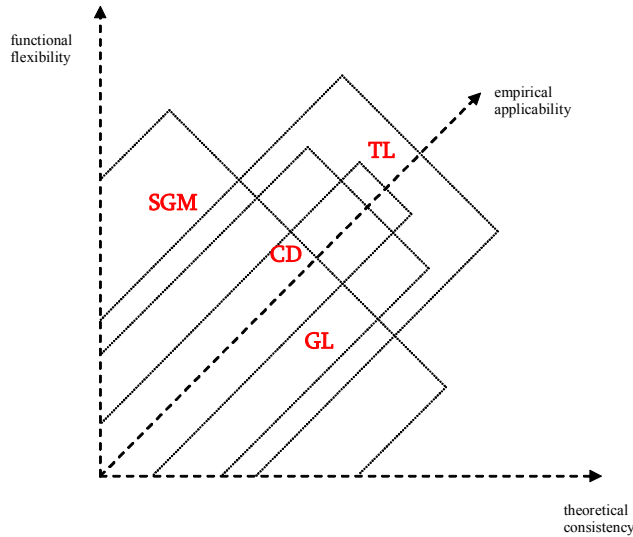 functional
flexibility
empirical
applicability
TL
SGM
CD
GL
theoretical
consistency